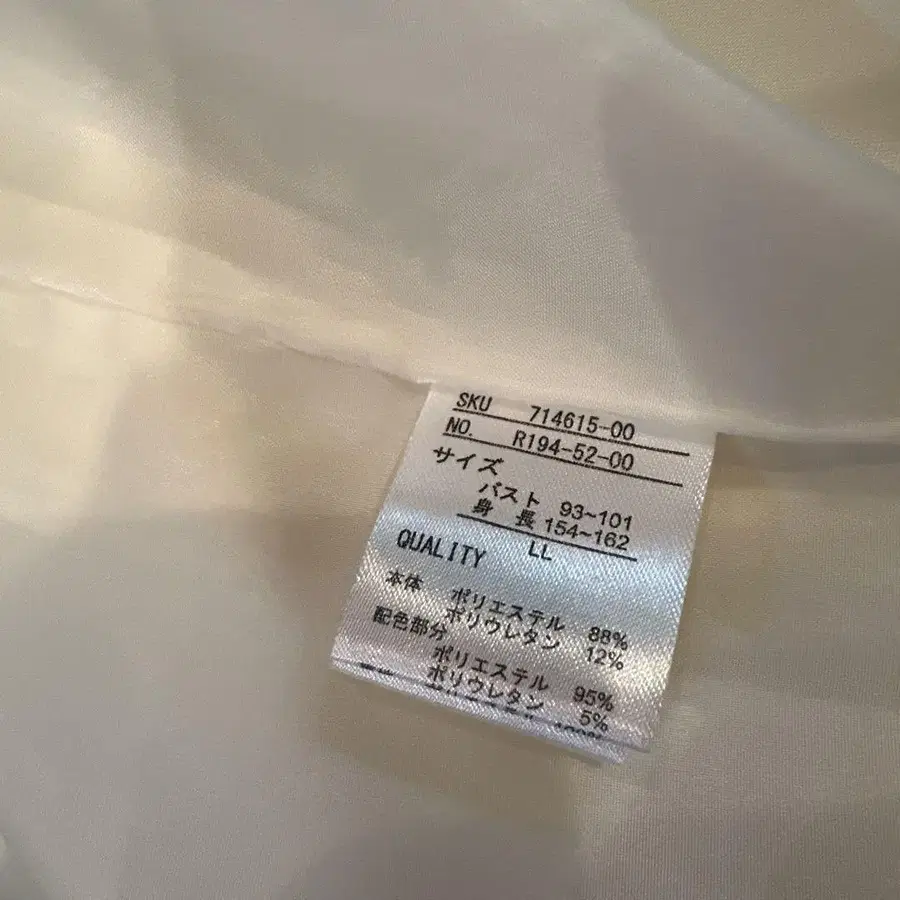 SKU 714615-00
NO. R194-52-00
サイズ
バスト 93~101
身長 154~162
LL
QUALITY
本体
ポリエステル 88%
ポリウレタン 12%
配色部分
ポリエステル 95%
ポリウレタン 5%